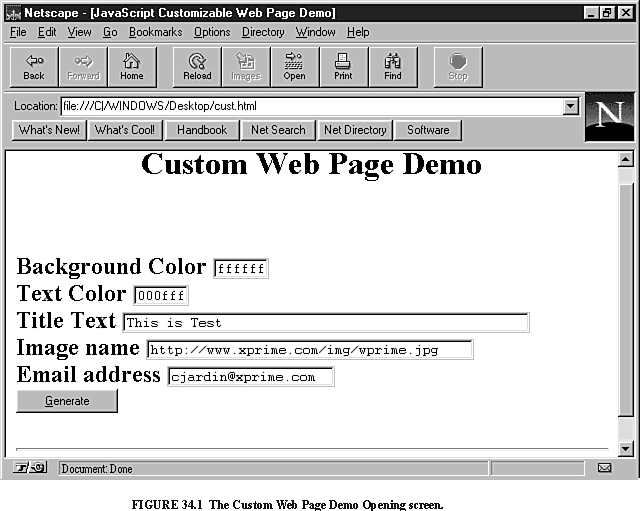 Netscape - [JavaScript Customizable Web Page Demo]
File Edit View Go Bookmarks Options Directory Window Help
Back Forward Home Reload Images Open Print Find Stop
Location: file:///C|/WINDOWS/Desktop/cust.html
N
What's New! What's Cool! Handbook Net Search Net Directory Software
Custom Web Page Demo
Background Color ffffff
Text Color 000fff
Title Text This is Test
Image name http://www.xprime.com/img/wprime.jpg
Email address cjardin@xprime.com
Generate
Document: Done
FIGURE 34.1 The Custom Web Page Demo Opening screen.